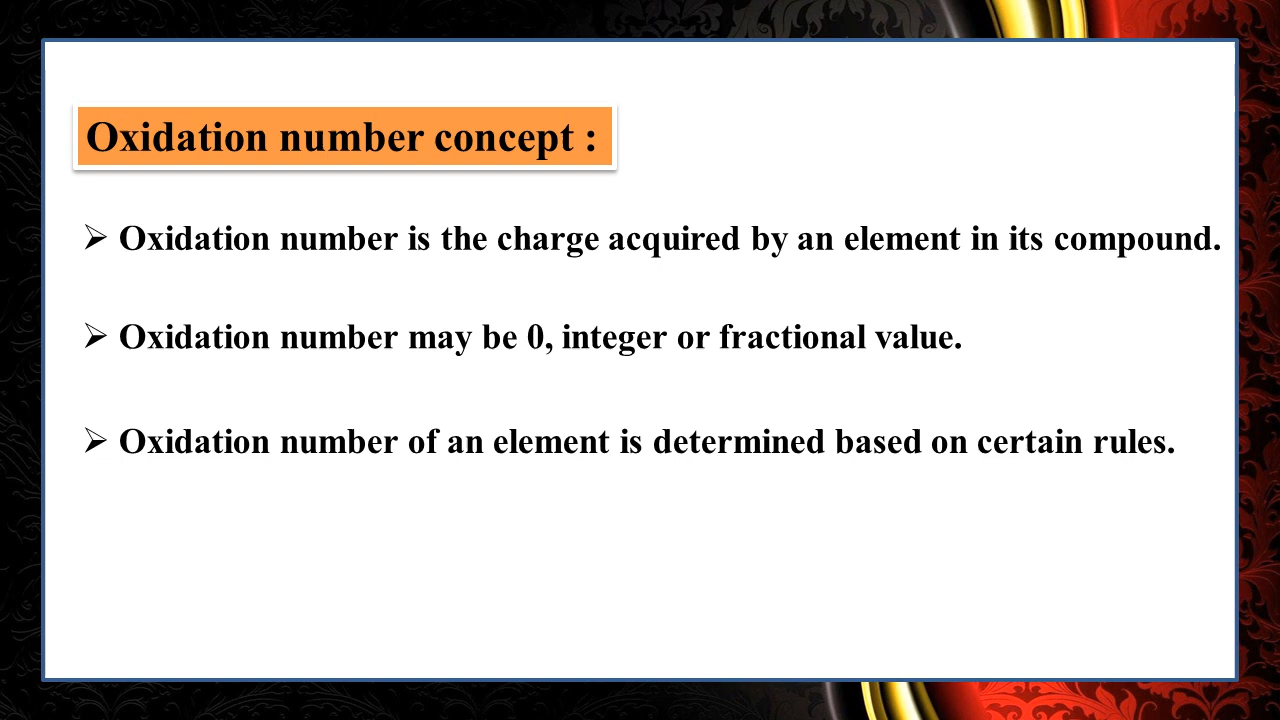 Oxidation number concept :
➢ Oxidation number is the charge acquired by an element in its compound.
➢ Oxidation number may be 0, integer or fractional value.
➢ Oxidation number of an element is determined based on certain rules.